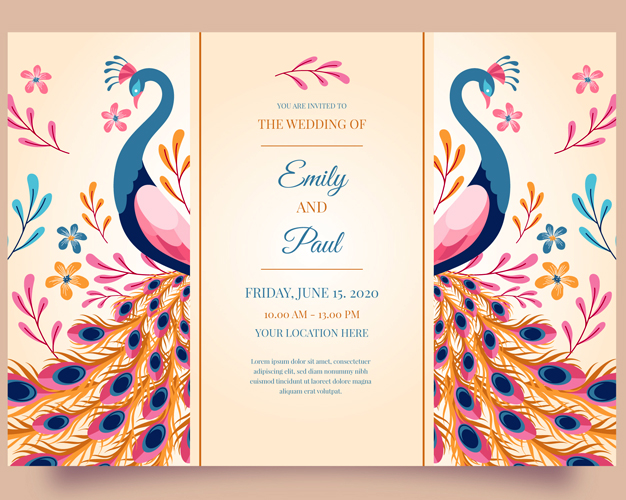 YOU ARE INVITED TO
THE WEDDING OF
Emily
AND
Paul
FRIDAY, JUNE 15. 2020
10.00 AM - 13.00 PM
YOUR LOCATION HERE
Lorem ipsum dolor sit amet, consectetuer
adipiscing elit, sed diam nonummy
nibh euismod tincidunt ut laoreet
dolore magna aliquam erat
volutpat.